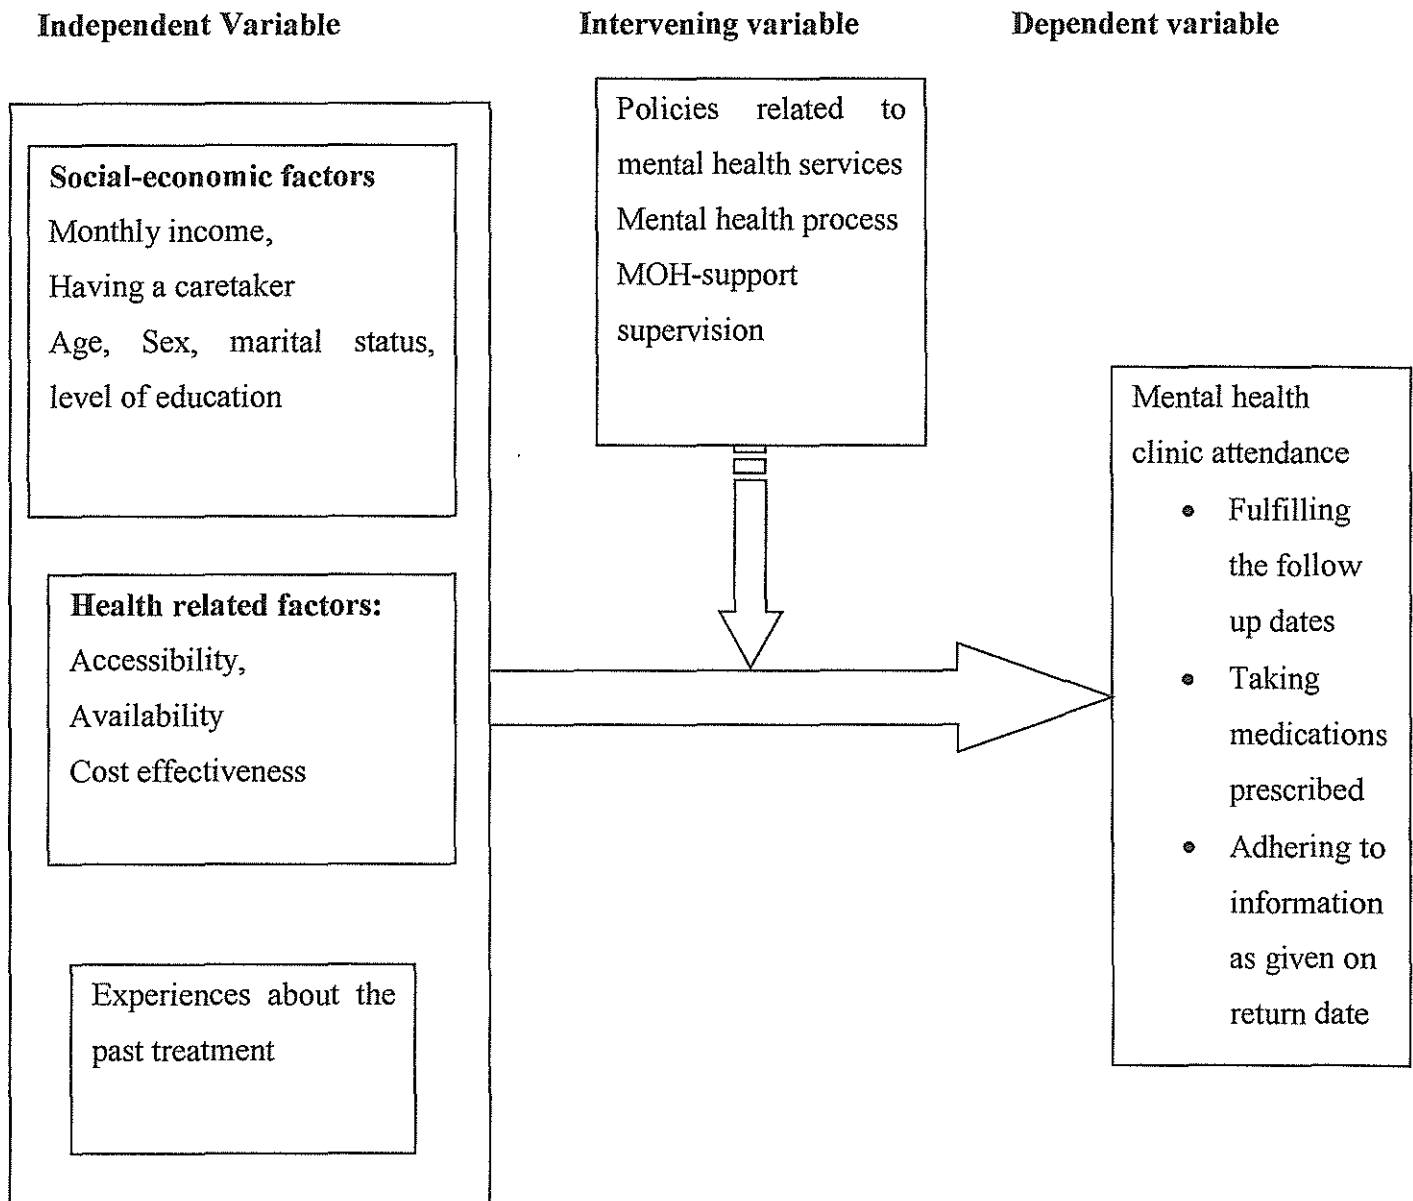 Independent Variable
Intervening variable
Dependent variable
Social-economic factors
Monthly income,
Having a caretaker
Age, Sex, marital status,
level of education
Health related factors:
Accessibility,
Availability
Cost effectiveness
Experiences about the
past treatment
Policies related to
mental health services
Mental health process
MOH-support
supervision
Mental health
clinic attendance
• Fulfilling
the follow
up dates
• Taking
medications
prescribed
• Adhering to
information
as given on
return date